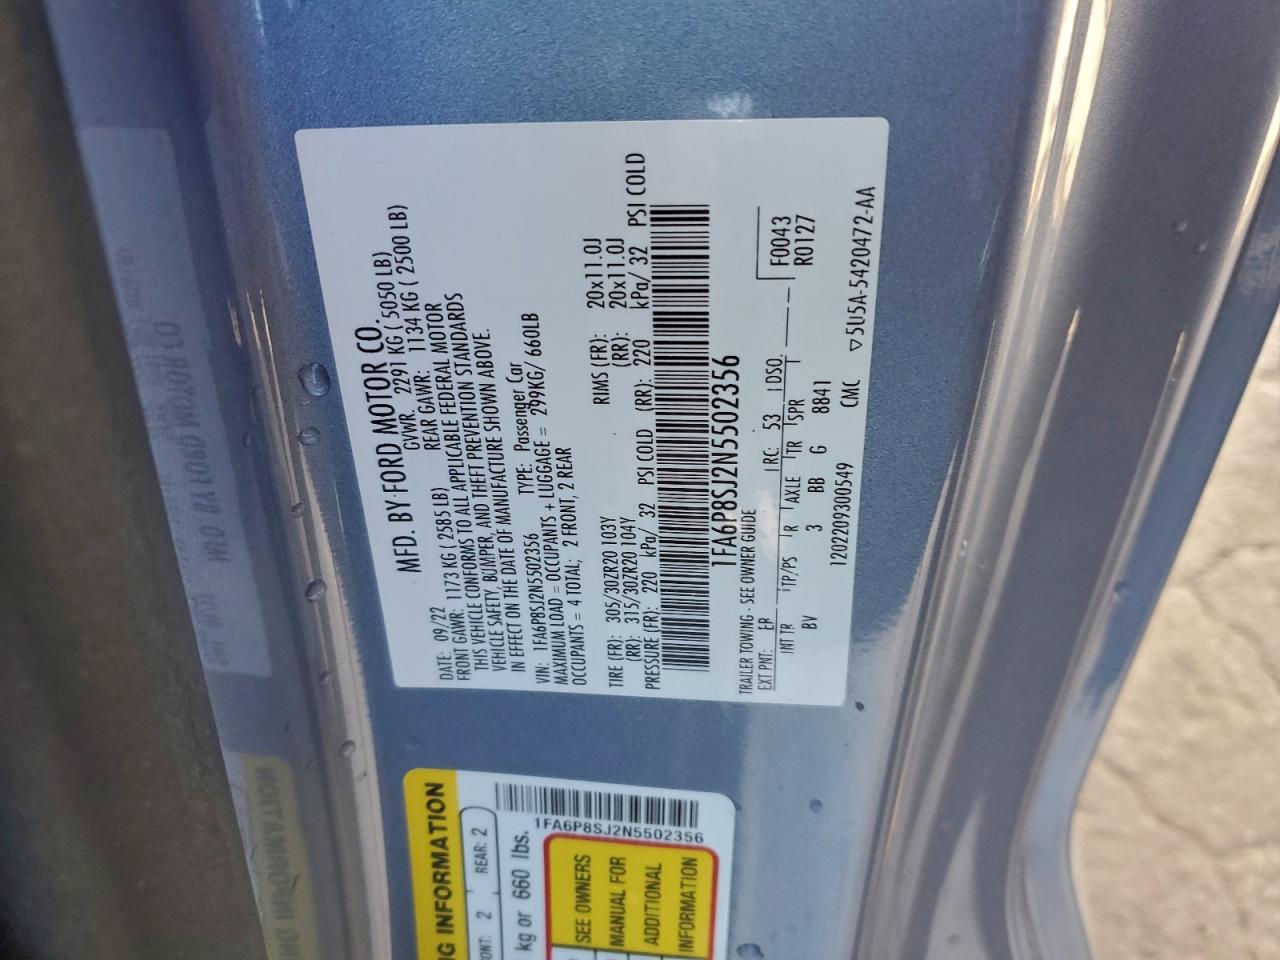 MFD. BY FORD MOTOR CO.
DATE: 09/22 GVWR: 2291 KG ( 5050 LB)
FRONT GAWR: 1173 KG ( 2585 LB) REAR GAWR: 1134 KG ( 2500 LB)
THIS VEHICLE CONFORMS TO ALL APPLICABLE FEDERAL MOTOR
VEHICLE SAFETY, BUMPER, AND THEFT PREVENTION STANDARDS
IN EFFECT ON THE DATE OF MANUFACTURE SHOWN ABOVE.
VIN: 1FA6P8SJ2N5502356 TYPE: Passenger Car
MAXIMUM LOAD = OCCUPANTS + LUGGAGE = 299KG/ 660LB
OCCUPANTS = 4 TOTAL; 2 FRONT, 2 REAR
TIRE (FR): 305/30ZR20 103Y RIMS (FR): 20x11.0J
(RR): 315/30ZR20 104Y (RR): 20x11.0J
PRESSURE (FR): 220 kPa/ 32 PSI COLD (RR): 220 kPa/ 32 PSI COLD
1FA6P8SJ2N5502356
TRAILER TOWING - SEE OWNER GUIDE
EXT PNT: ER RC: 53 DSO: F0043
INT TR TP/PS R AXLE TR SPR R0127
BV 3 BB G 8841
1202209300549 CMC ▽5U5A-5420472-AA
NG INFORMATION
ONT: 2 REAR: 2
kg or 660 lbs.
1FA6P8SJ2N5502356
SEE OWNERS
MANUAL FOR
ADDITIONAL
INFORMATION